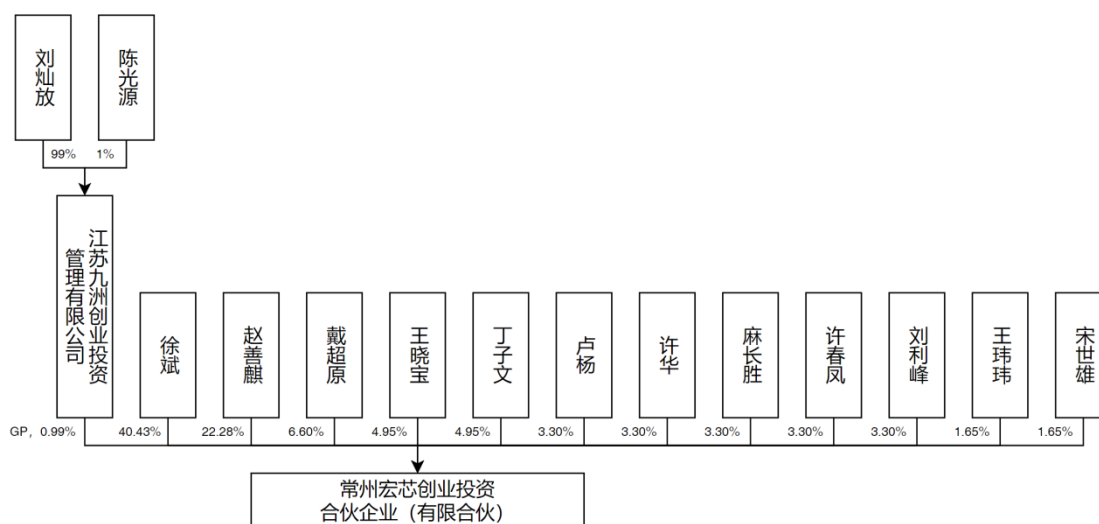 刘灿放
陈光源
99%
1%
江苏九洲创业投资
管理有限公司
徐斌
赵善麒
戴超原
王晓宝
丁子文
卢杨
许华
麻长胜
许春凤
刘利峰
王玮玮
宋世雄
GP，0.99%
40.43%
22.28%
6.60%
4.95%
4.95%
3.30%
3.30%
3.30%
3.30%
3.30%
1.65%
1.65%
常州宏芯创业投资
合伙企业（有限合伙）